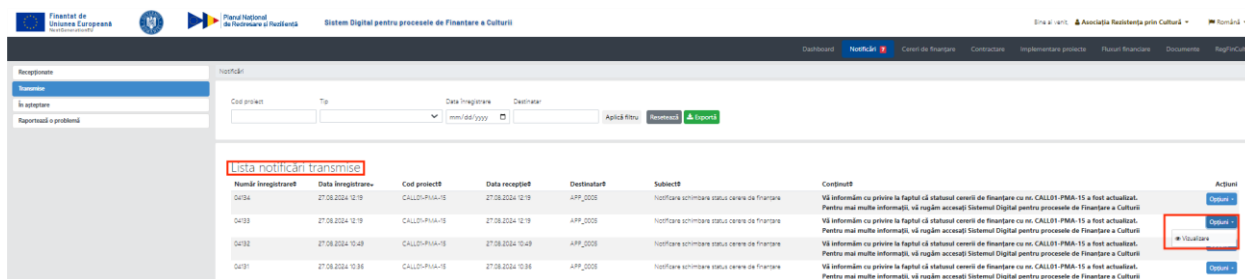 Finanțat de
Uniunea Europeană
NextGenerationEU
Planul Național
de Redresare și Reziliență
Sistem Digital pentru procesele de Finantare a Culturii
Bine ai venit, Asociația Rezistența prin Cultură
Română
Dashboard Notificări Cereri de finanțare Contractare Implementare proiecte Fluxuri financiare Documente RegFinCult
Recepționate
Transmise
În așteptare
Raportează o problemă
Notificări
Cod proiect Tip Data înregistrare Destinatar
mm/dd/yyyy Aplică filtru Resetează Exportă
Lista notificări transmise
Număr înregistrare Data înregistrare Cod proiect Data recepție Destinatar Subiect Conținut Acțiuni
04134 27.08.2024 12:19 CALL01-PMA-15 27.08.2024 12:19 APP_0005 Notificare schimbare status cerere de finanțare Vă informăm cu privire la faptul că statusul cererii de finanțare cu nr. CALL01-PMA-15 a fost actualizat. Opțiuni
Pentru mai multe informații, vă rugăm accesați Sistemul Digital pentru procesele de Finantare a Culturii
04133 27.08.2024 12:19 CALL01-PMA-15 27.08.2024 12:19 APP_0005 Notificare schimbare status cerere de finanțare Vă informăm cu privire la faptul că statusul cererii de finanțare cu nr. CALL01-PMA-15 a fost actualizat. Opțiuni
Pentru mai multe informații, vă rugăm accesați Sistemul Digital pentru procesele de Finantare a Culturii
Vizualizare
04132 27.08.2024 10:49 CALL01-PMA-15 27.08.2024 10:49 APP_0005 Notificare schimbare status cerere de finanțare Vă informăm cu privire la faptul că statusul cererii de finanțare cu nr. CALL01-PMA-15 a fost actualizat.
Pentru mai multe informații, vă rugăm accesați Sistemul Digital pentru procesele de Finantare a Culturii
04131 27.08.2024 10:36 CALL01-PMA-15 27.08.2024 10:36 APP_0005 Notificare schimbare status cerere de finanțare Vă informăm cu privire la faptul că statusul cererii de finanțare cu nr. CALL01-PMA-15 a fost actualizat. Opțiuni
Pentru mai multe informații, vă rugăm accesați Sistemul Digital pentru procesele de Finantare a Culturii